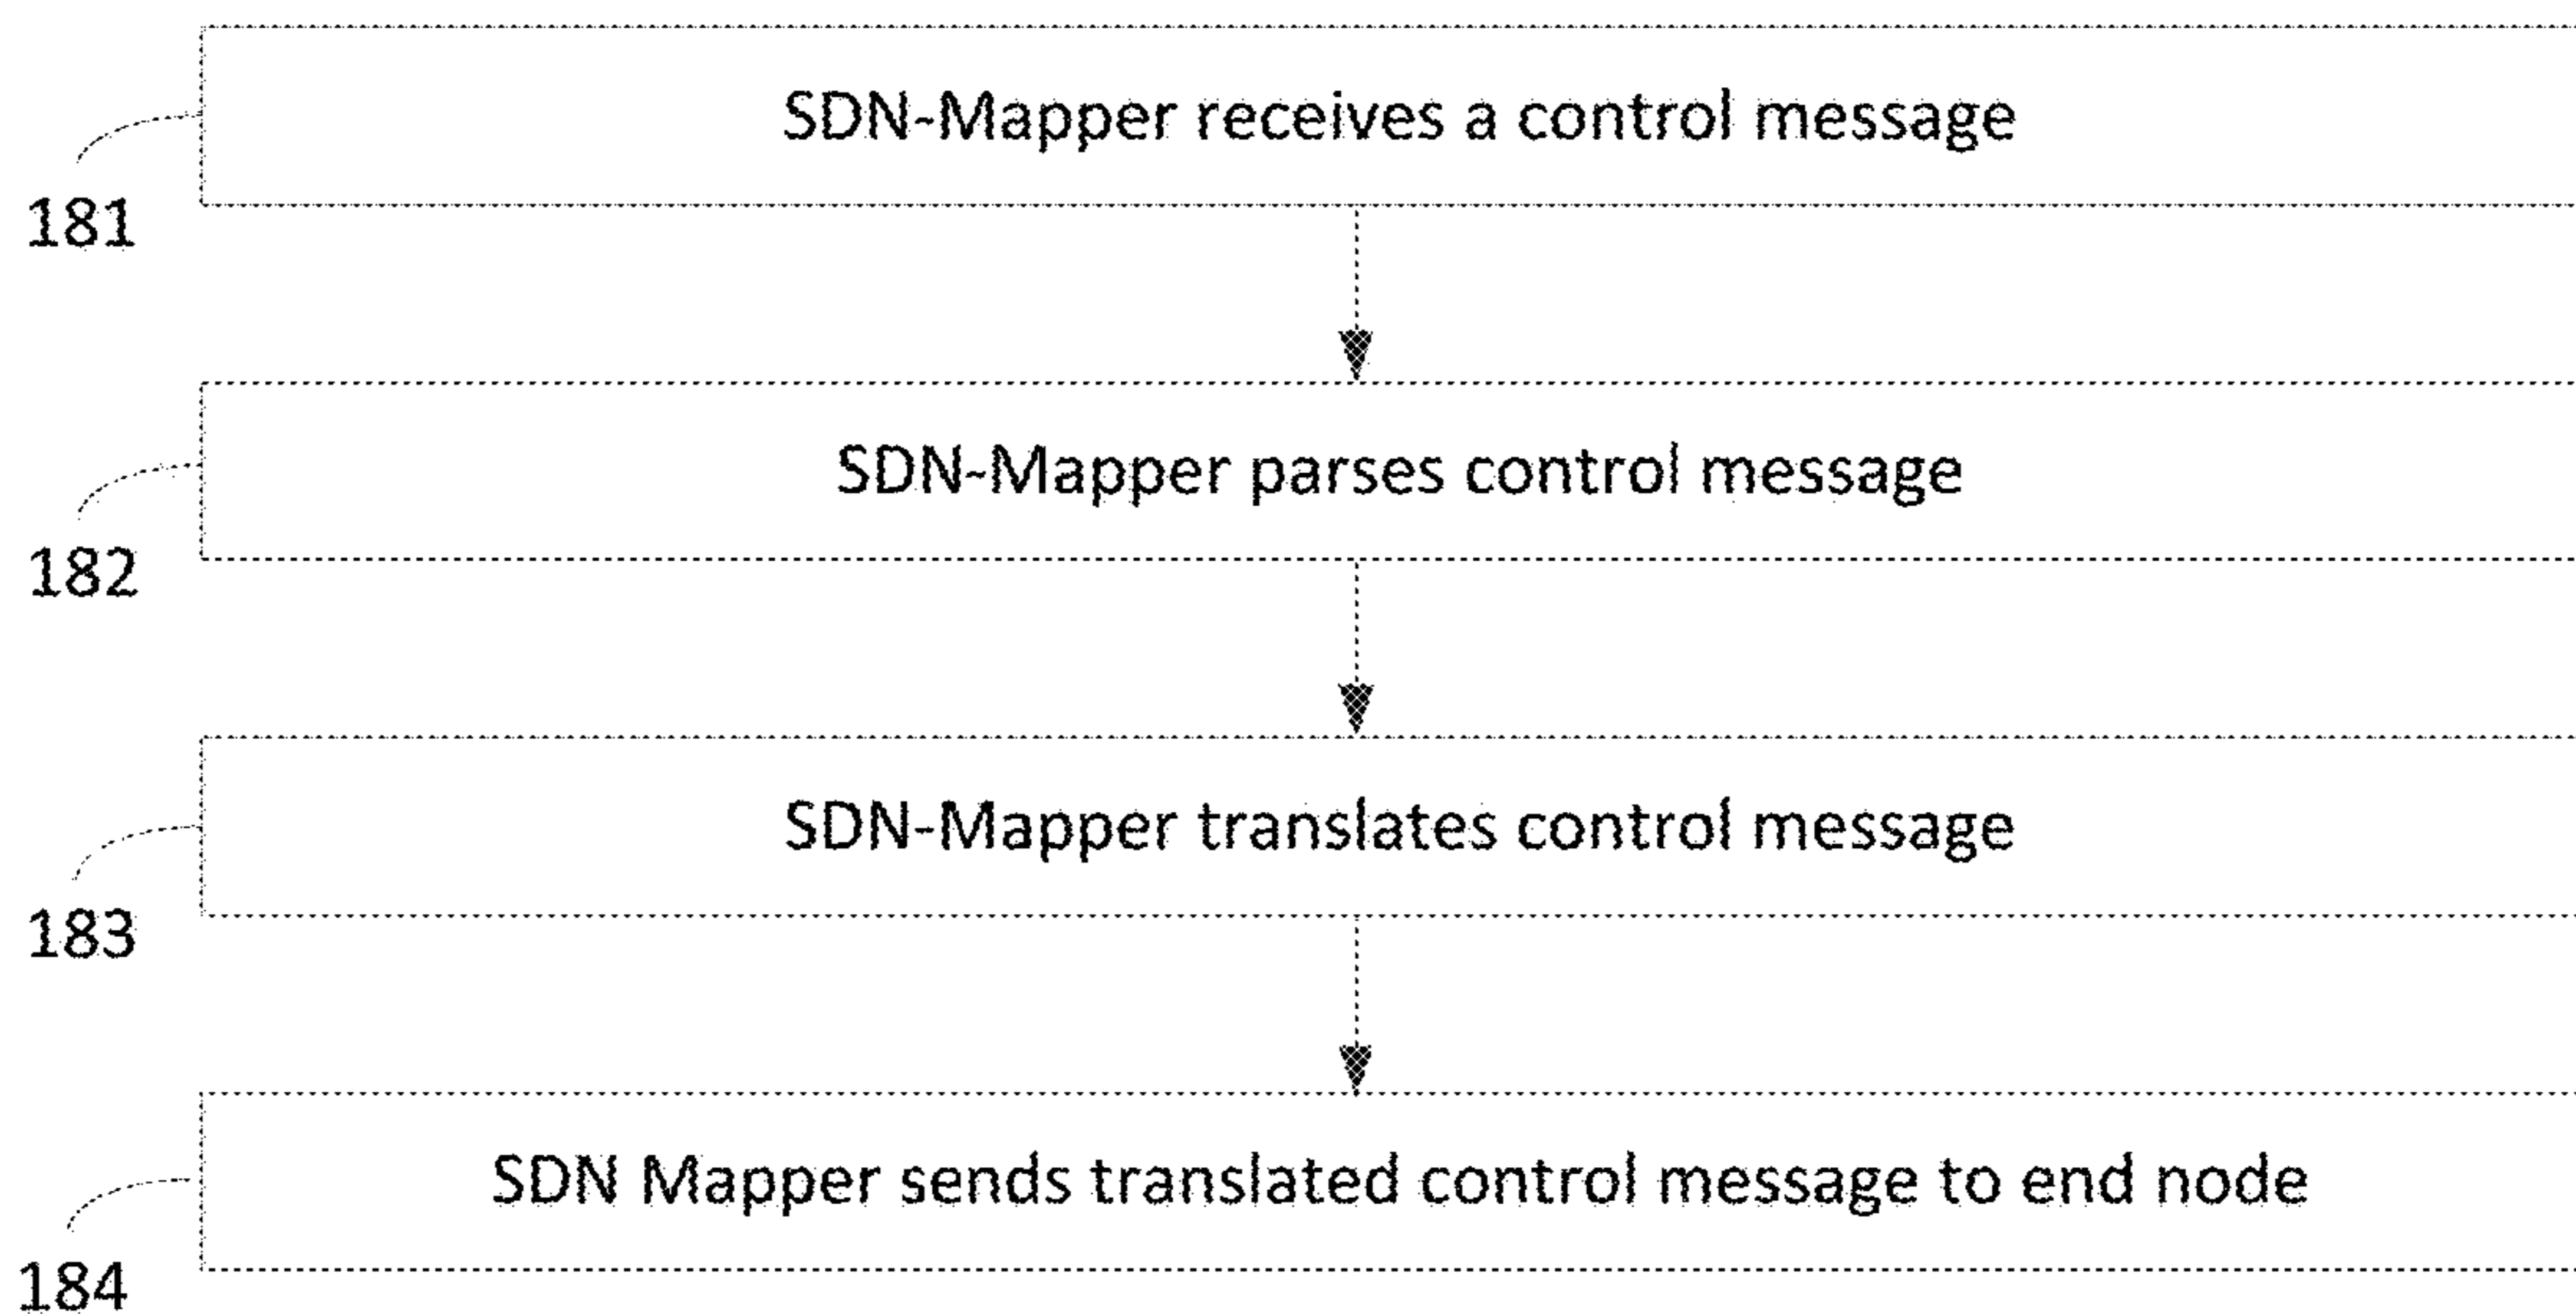 SDN-Mapper receives a control message
181
SDN-Mapper parses control message
182
SDN-Mapper translates control message
183
SDN Mapper sends translated control message to end node
184